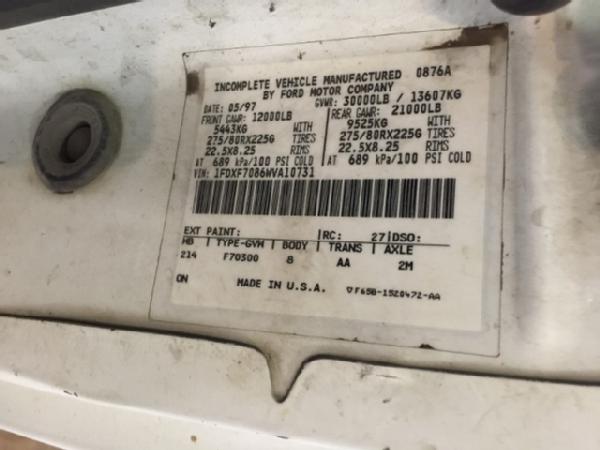 INCOMPLETE VEHICLE MANUFACTURED 0876A
BY FORD MOTOR COMPANY
DATE: 05/97 GVWR: 30000LB / 13607KG
FRONT GAWR: 12000LB REAR GAWR: 21000LB
5443KG WITH 9525KG WITH
275/80RX225G TIRES 275/80RX225G TIRES
22.5X8.25 RIMS 22.5X8.25 RIMS
AT 689 kPa/100 PSI COLD AT 689 kPa/100 PSI COLD
VIN: 1FDXF7086WVA10731
EXT PAINT: |RC: 27|DSO:
WB | TYPE-GVW | BODY | TRANS | AXLE
214 F70300 8 AA 2M
ON MADE IN U.S.A. ▽F65B-1520472-AA